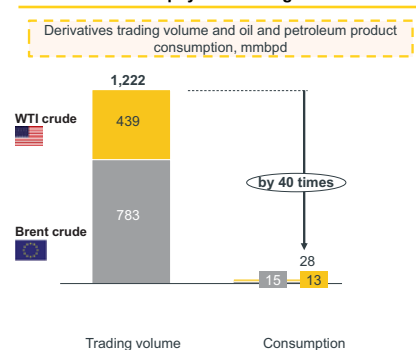 Derivatives trading volume and oil and petroleum product
consumption, mmbpd
1,222
WTI crude
439
by 40 times
Brent crude
783
28
15
13
Trading volume
Consumption